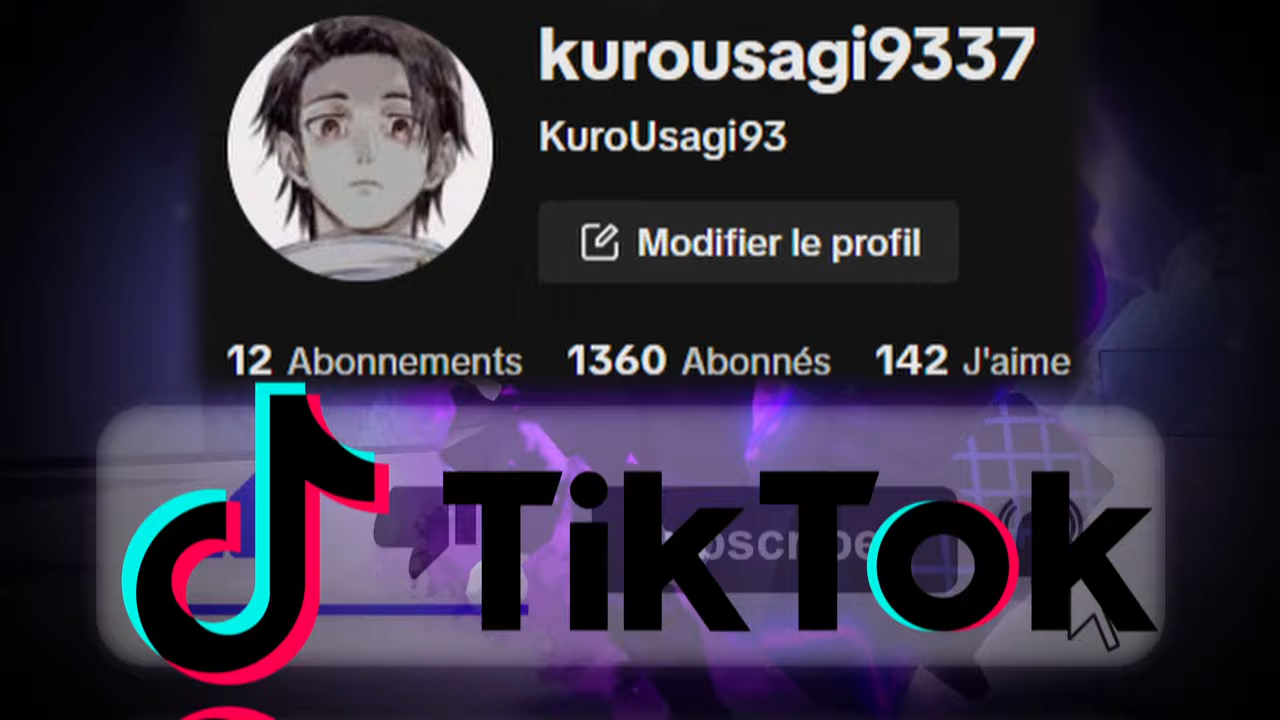 kurousagi9337
KuroUsagi93
Modifier le profil
12 Abonnements 1360 Abonnés 142 J'aime
TikTok